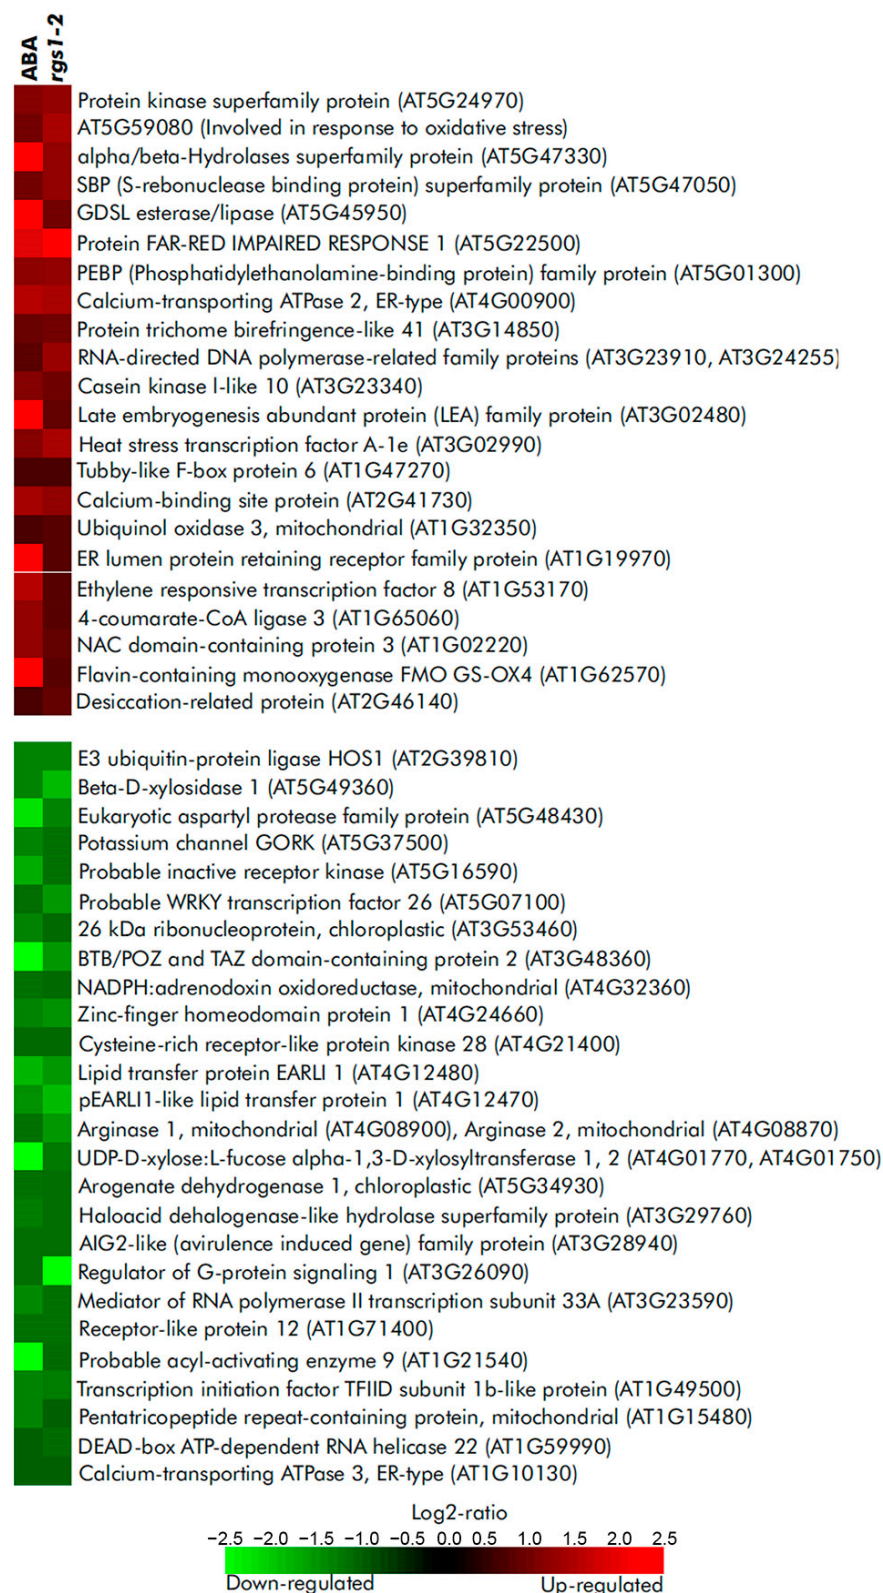 ABA
rgs1-2
Protein kinase superfamily protein (AT5G24970)
AT5G59080 (Involved in response to oxidative stress)
alpha/beta-Hydrolases superfamily protein (AT5G47330)
SBP (S-rebonuclease binding protein) superfamily protein (AT5G47050)
GDSL esterase/lipase (AT5G45950)
Protein FAR-RED IMPAIRED RESPONSE 1 (AT5G22500)
PEBP (Phosphatidylethanolamine-binding protein) family protein (AT5G01300)
Calcium-transporting ATPase 2, ER-type (AT4G00900)
Protein trichome birefringence-like 41 (AT3G14850)
RNA-directed DNA polymerase-related family proteins (AT3G23910, AT3G24255)
Casein kinase I-like 10 (AT3G23340)
Late embryogenesis abundant protein (LEA) family protein (AT3G02480)
Heat stress transcription factor A-1e (AT3G02990)
Tubby-like F-box protein 6 (AT1G47270)
Calcium-binding site protein (AT2G41730)
Ubiquinol oxidase 3, mitochondrial (AT1G32350)
ER lumen protein retaining receptor family protein (AT1G19970)
Ethylene responsive transcription factor 8 (AT1G53170)
4-coumarate-CoA ligase 3 (AT1G65060)
NAC domain-containing protein 3 (AT1G02220)
Flavin-containing monooxygenase FMO GS-OX4 (AT1G62570)
Desiccation-related protein (AT2G46140)
E3 ubiquitin-protein ligase HOS1 (AT2G39810)
Beta-D-xylosidase 1 (AT5G49360)
Eukaryotic aspartyl protease family protein (AT5G48430)
Potassium channel GORK (AT5G37500)
Probable inactive receptor kinase (AT5G16590)
Probable WRKY transcription factor 26 (AT5G07100)
26 kDa ribonucleoprotein, chloroplastic (AT3G53460)
BTB/POZ and TAZ domain-containing protein 2 (AT3G48360)
NADPH:adrenodoxin oxidoreductase, mitochondrial (AT4G32360)
Zinc-finger homeodomain protein 1 (AT4G24660)
Cysteine-rich receptor-like protein kinase 28 (AT4G21400)
Lipid transfer protein EARLI 1 (AT4G12480)
pEARLI1-like lipid transfer protein 1 (AT4G12470)
Arginase 1, mitochondrial (AT4G08900), Arginase 2, mitochondrial (AT4G08870)
UDP-D-xylose:L-fucose alpha-1,3-D-xylosyltransferase 1, 2 (AT4G01770, AT4G01750)
Arogenate dehydrogenase 1, chloroplastic (AT5G34930)
Haloacid dehalogenase-like hydrolase superfamily protein (AT3G29760)
AIG2-like (avirulence induced gene) family protein (AT3G28940)
Regulator of G-protein signaling 1 (AT3G26090)
Mediator of RNA polymerase II transcription subunit 33A (AT3G23590)
Receptor-like protein 12 (AT1G71400)
Probable acyl-activating enzyme 9 (AT1G21540)
Transcription initiation factor TFIID subunit 1b-like protein (AT1G49500)
Pentatricopeptide repeat-containing protein, mitochondrial (AT1G15480)
DEAD-box ATP-dependent RNA helicase 22 (AT1G59990)
Calcium-transporting ATPase 3, ER-type (AT1G10130)
Log2-ratio
−2.5 −2.0 −1.5 −1.0 −0.5 0.0 0.5 1.0 1.5 2.0 2.5
Down-regulated Up-regulated